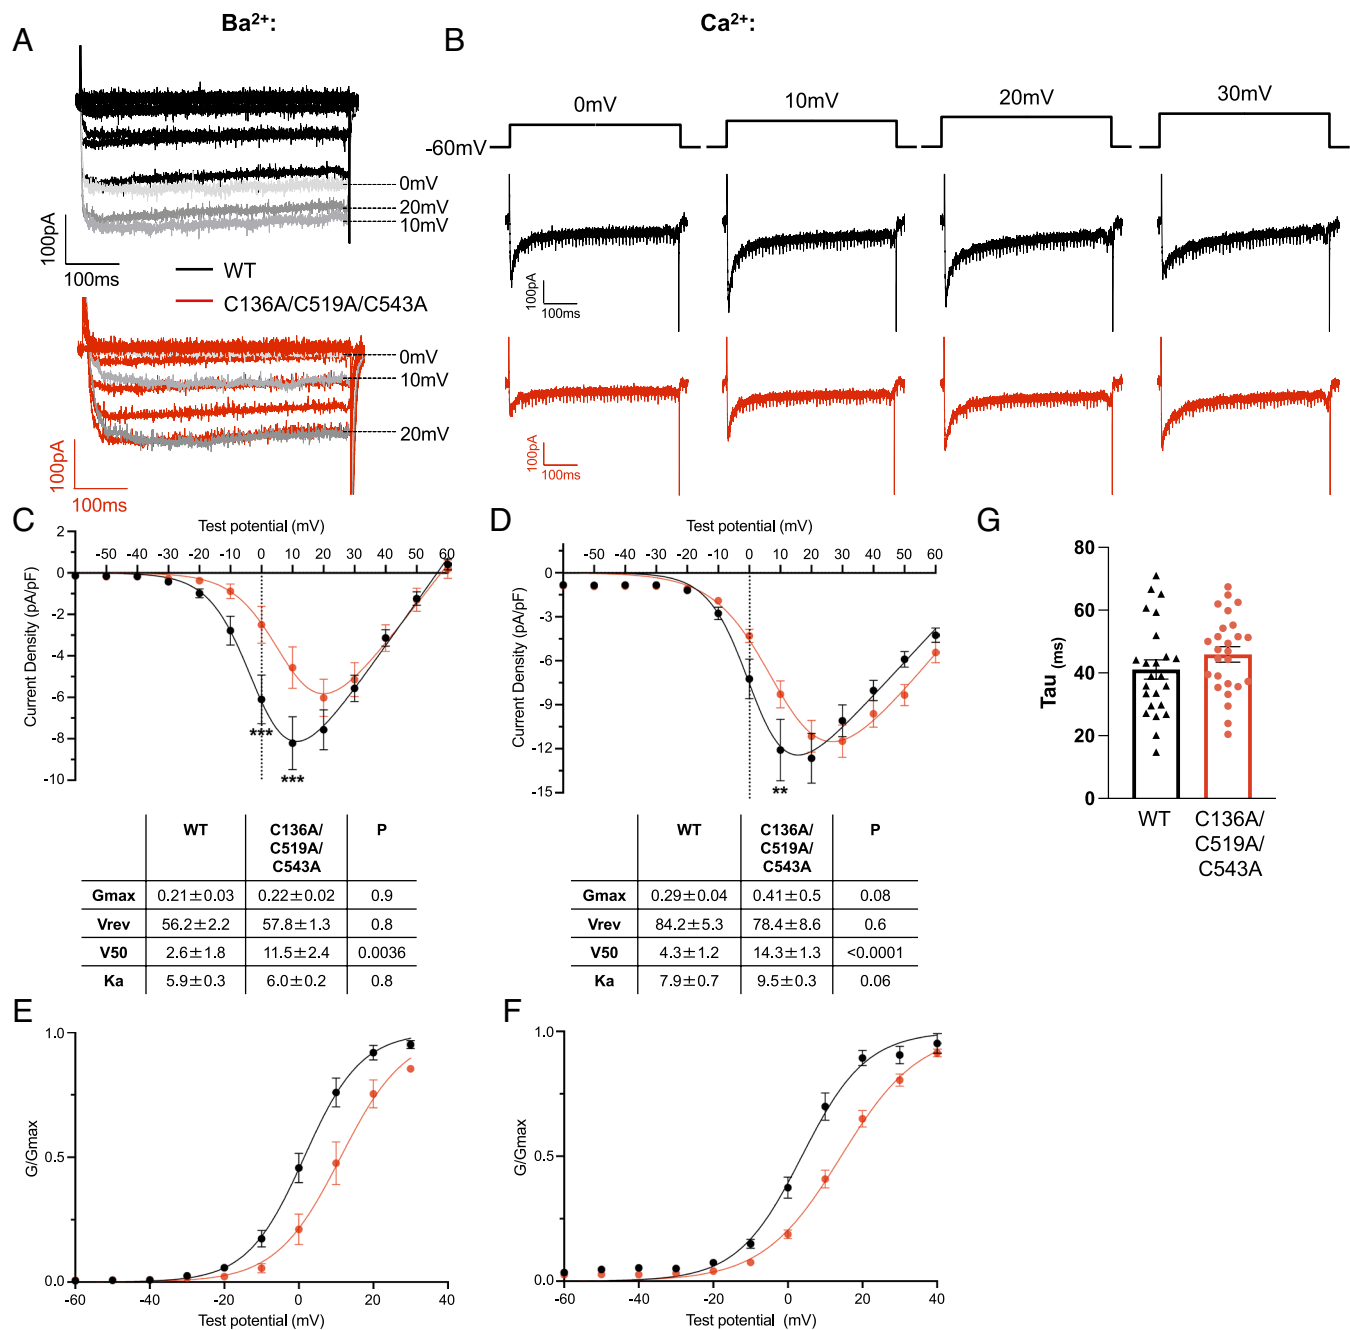 A
Ba²⁺:
B
Ca²⁺:
0mV
10mV
20mV
30mV
-60mV
0mV
20mV
10mV
100pA
100ms
WT
C136A/C519A/C543A
100pA
100ms
0mV
10mV
20mV
100pA
100ms
100pA
100ms
C
Test potential (mV)
-50 -40 -30 -20 -10 0 10 20 30 40 50 60
2
0
-2
-4
-6
-8
-10
Current Density (pA/pF)
***
***
D
Test potential (mV)
-50 -40 -30 -20 -10 0 10 20 30 40 50 60
0
-3
-6
-9
-12
-15
Current Density (pA/pF)
**
G
80
60
40
20
0
Tau (ms)
WT
C136A/
C519A/
C543A
WT C136A/ P
C519A/
C543A
Gmax 0.21±0.03 0.22±0.02 0.9
Vrev 56.2±2.2 57.8±1.3 0.8
V50 2.6±1.8 11.5±2.4 0.0036
Ka 5.9±0.3 6.0±0.2 0.8
WT C136A/ P
C519A/
C543A
Gmax 0.29±0.04 0.41±0.5 0.08
Vrev 84.2±5.3 78.4±8.6 0.6
V50 4.3±1.2 14.3±1.3 <0.0001
Ka 7.9±0.7 9.5±0.3 0.06
E
1.0
0.5
0.0
G/Gmax
-60 -40 -20 0 20 40
Test potential (mV)
F
1.0
0.5
0.0
G/Gmax
-60 -40 -20 0 20 40
Test potential (mV)